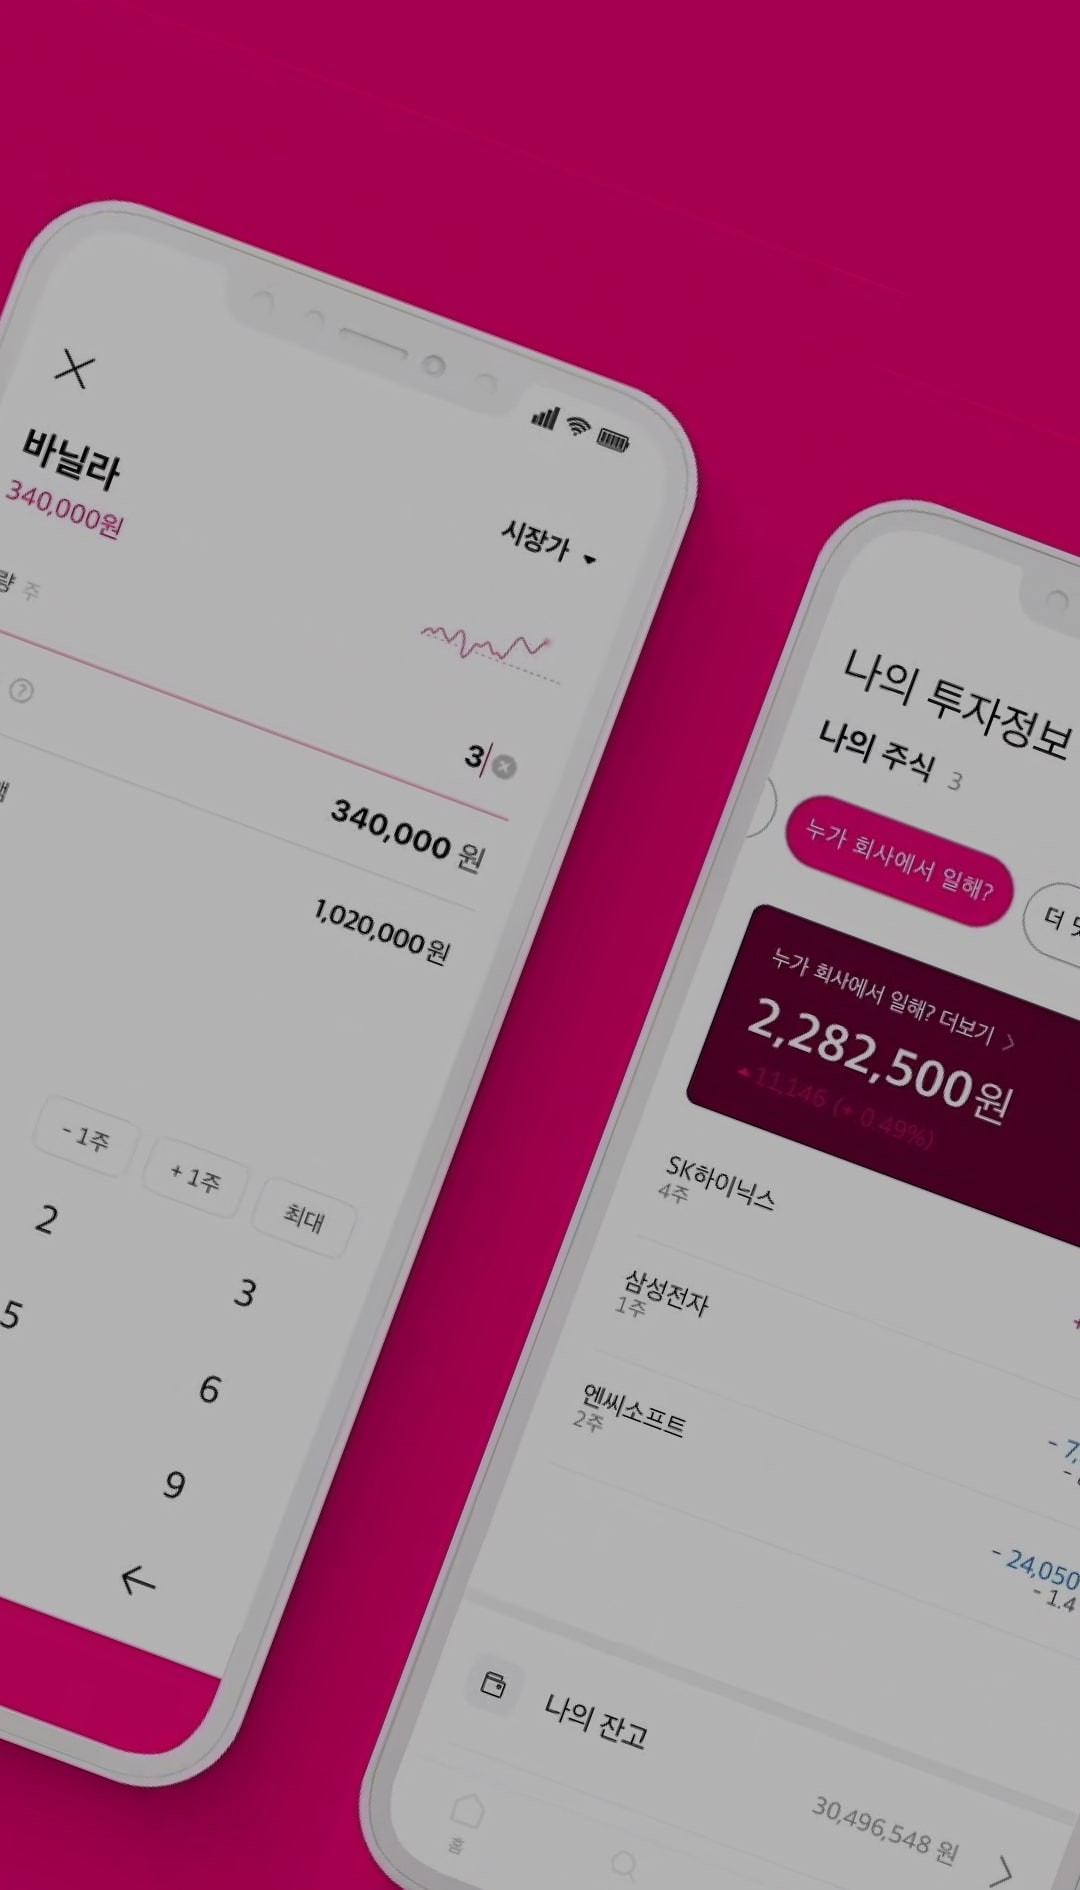 바닐라
340,000원
시장가
량 주
3
340,000 원
1,020,000원
- 1주
+ 1주
최대
2
3
5
6
9
나의 투자정보
나의 주식 3
누가 회사에서 일해?
더
누가 회사에서 일해? 더보기
2,282,500원
11,146 (+ 0.49%)
SK하이닉스
4주
삼성전자
1주
엔씨소프트
2주
- 7,
- 24,050
- 1.4
나의 잔고
30,496,548 원
홈